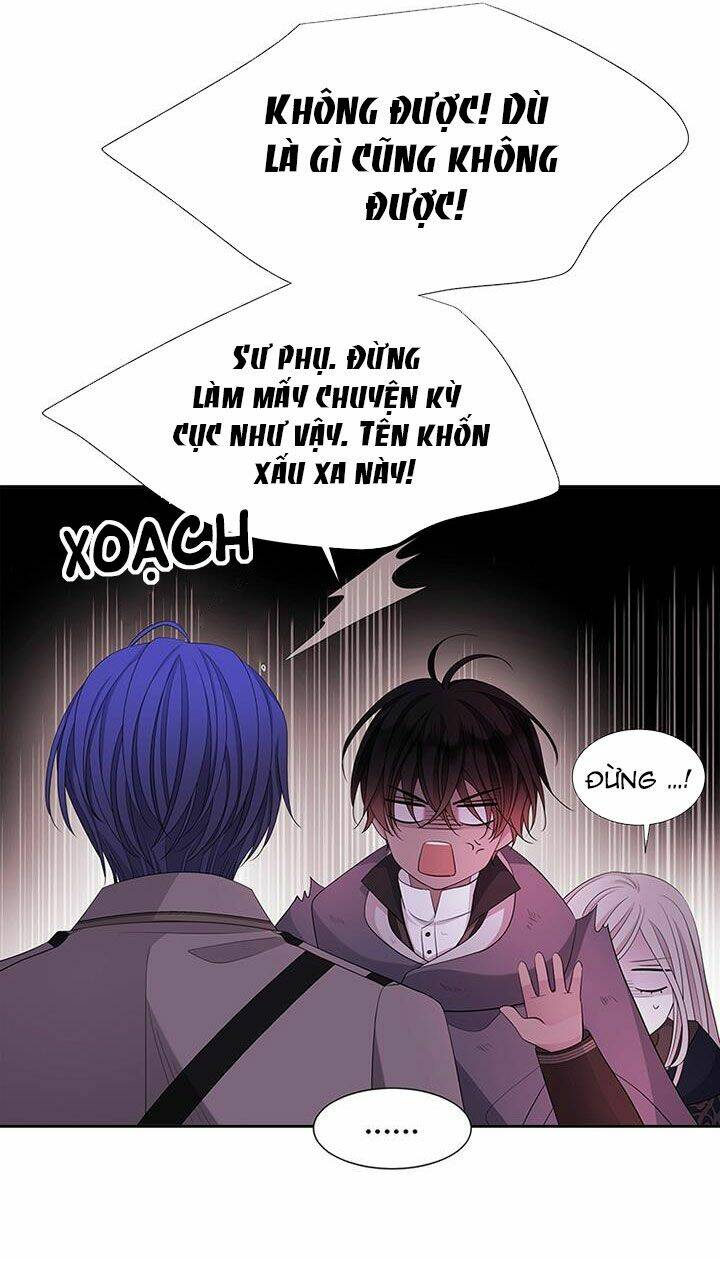 KHÔNG ĐƯỢC! DÙ
LÀ GÌ CŨNG KHÔNG
ĐƯỢC!
SƯ PHỤ. ĐỪNG
LÀM MẤY CHUYỆN KỲ
CỤC NHƯ VẬY. TÊN KHỐN
XẤU XA NÀY!
XOẠCH
ĐỪNG ...!
......